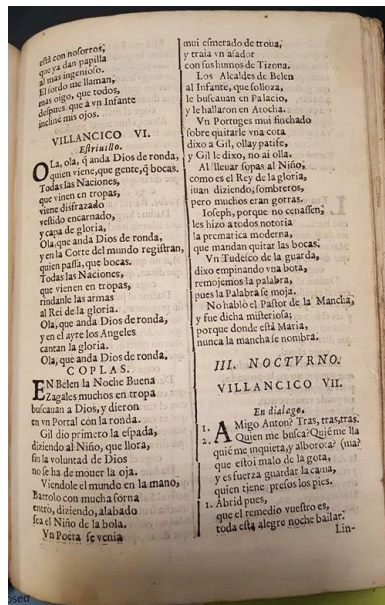 està con nosotros,
que ya dan papilla
al mas ingenioso.
El sordo me llaman,
mas oigo, que todos,
despues que à vn Infante
incliné mis ojos.
VILLANCICO VI.
Estriuillo.
OLa, ola, q̃ anda Dios de ronda,
quien viene, que gente, q̃ bocas.
Todas las Naciones,
que vinen en tropas,
viene disfrazado
vestido encarnado,
y capa de gloria,
Ola, que anda Dios de ronda,
y en la Corte del mundo registran,
quien passa, que bocas.
Todas las Naciones,
que vienen en tropas,
rindanle las armas
al Rei de la gloria.
Ola, que anda Dios de ronda,
y en el ayre los Angeles
cantan la gloria.
Ola, que anda Dios de ronda,
COPLAS.
EN Belen la Noche Buena
Zagales muchos en tropa
buscauan a Dios, y dieron
en vn Portal con la ronda.
Gil dio primero la espada,
diziendo al Niño, que llora,
sin la voluntad de Dios
no se ha de mouer la oja.
Viendole el mundo en la mano,
Bartolo con mucha sorna
entrò, diziendo, alabado
sea el Niño de la bola.
Vn Poeta se venia
mui esmerado de troua,
y traia vn asador
con sus humos de Tizona.
Los Alcaldes de Belen
al Infante, que solloza,
le buscauan en Palacio,
y le hallaron en Atocha.
Vn Portuges mui finchado
sobre quitarle vna cota
dixo a Gil, ollay patife,
y Gil le dixo, no ai olla.
Al lleuar sopas al Niño,
como es el Rey de la gloria,
iuan diziendo, sombreros,
pero muchos eran gorras.
Ioseph, porque no cenassen,
les hizo a todos notoria
la prematica moderna,
que mandan quitar las bocas.
Vn Tudesco de la guarda,
dixo empinando vna bota,
remojemos la palabra,
pues la Palabra se moja.
No hablò el Pastor de la Mancha,
y fue dicha misteriosa;
porque donde està Maria,
nunca la mancha se nombra.
III. NOCTVRNO.
VILLANCICO VII.
En dialago.
1. AMigo Anton? Tras, tras, tras.
2. Quien me busca? Quiē me lla
quiē me inquieta, y alborota? (ma?
que estoi malo de la gota,
y es fuerza guardar la cama,
quien tiene presos los pies.
1. Abrid pues,
que el remedio vuestro es,
toda esta alegre noche bailar.
Lin-